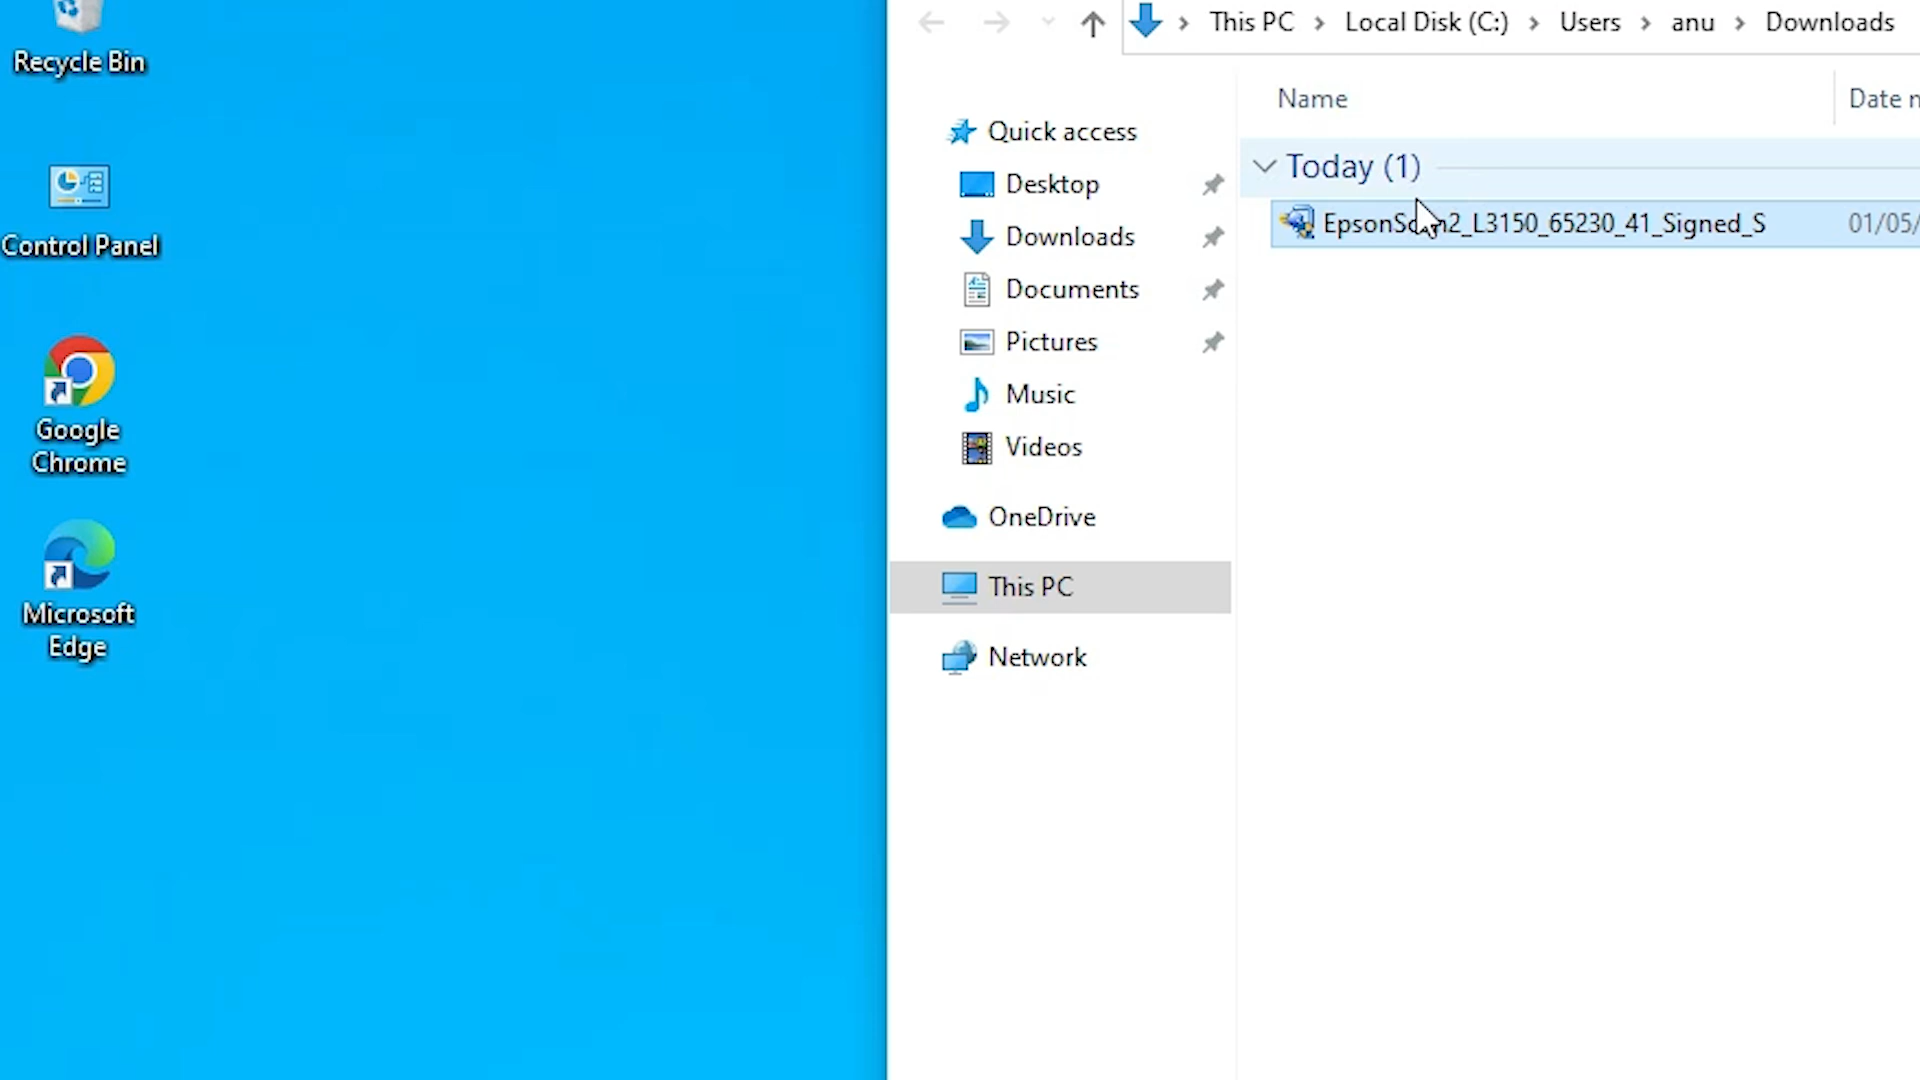 Recycle Bin
Control Panel
Google
Chrome
Microsoft
Edge
This PC > Local Disk (C:) > Users > anu > Downloads
Name
Date
Quick access
Desktop
Downloads
Documents
Pictures
Music
Videos
OneDrive
This PC
Network
Today (1)
EpsonScan2_L3150_65230_41_Signed_S
01/05/